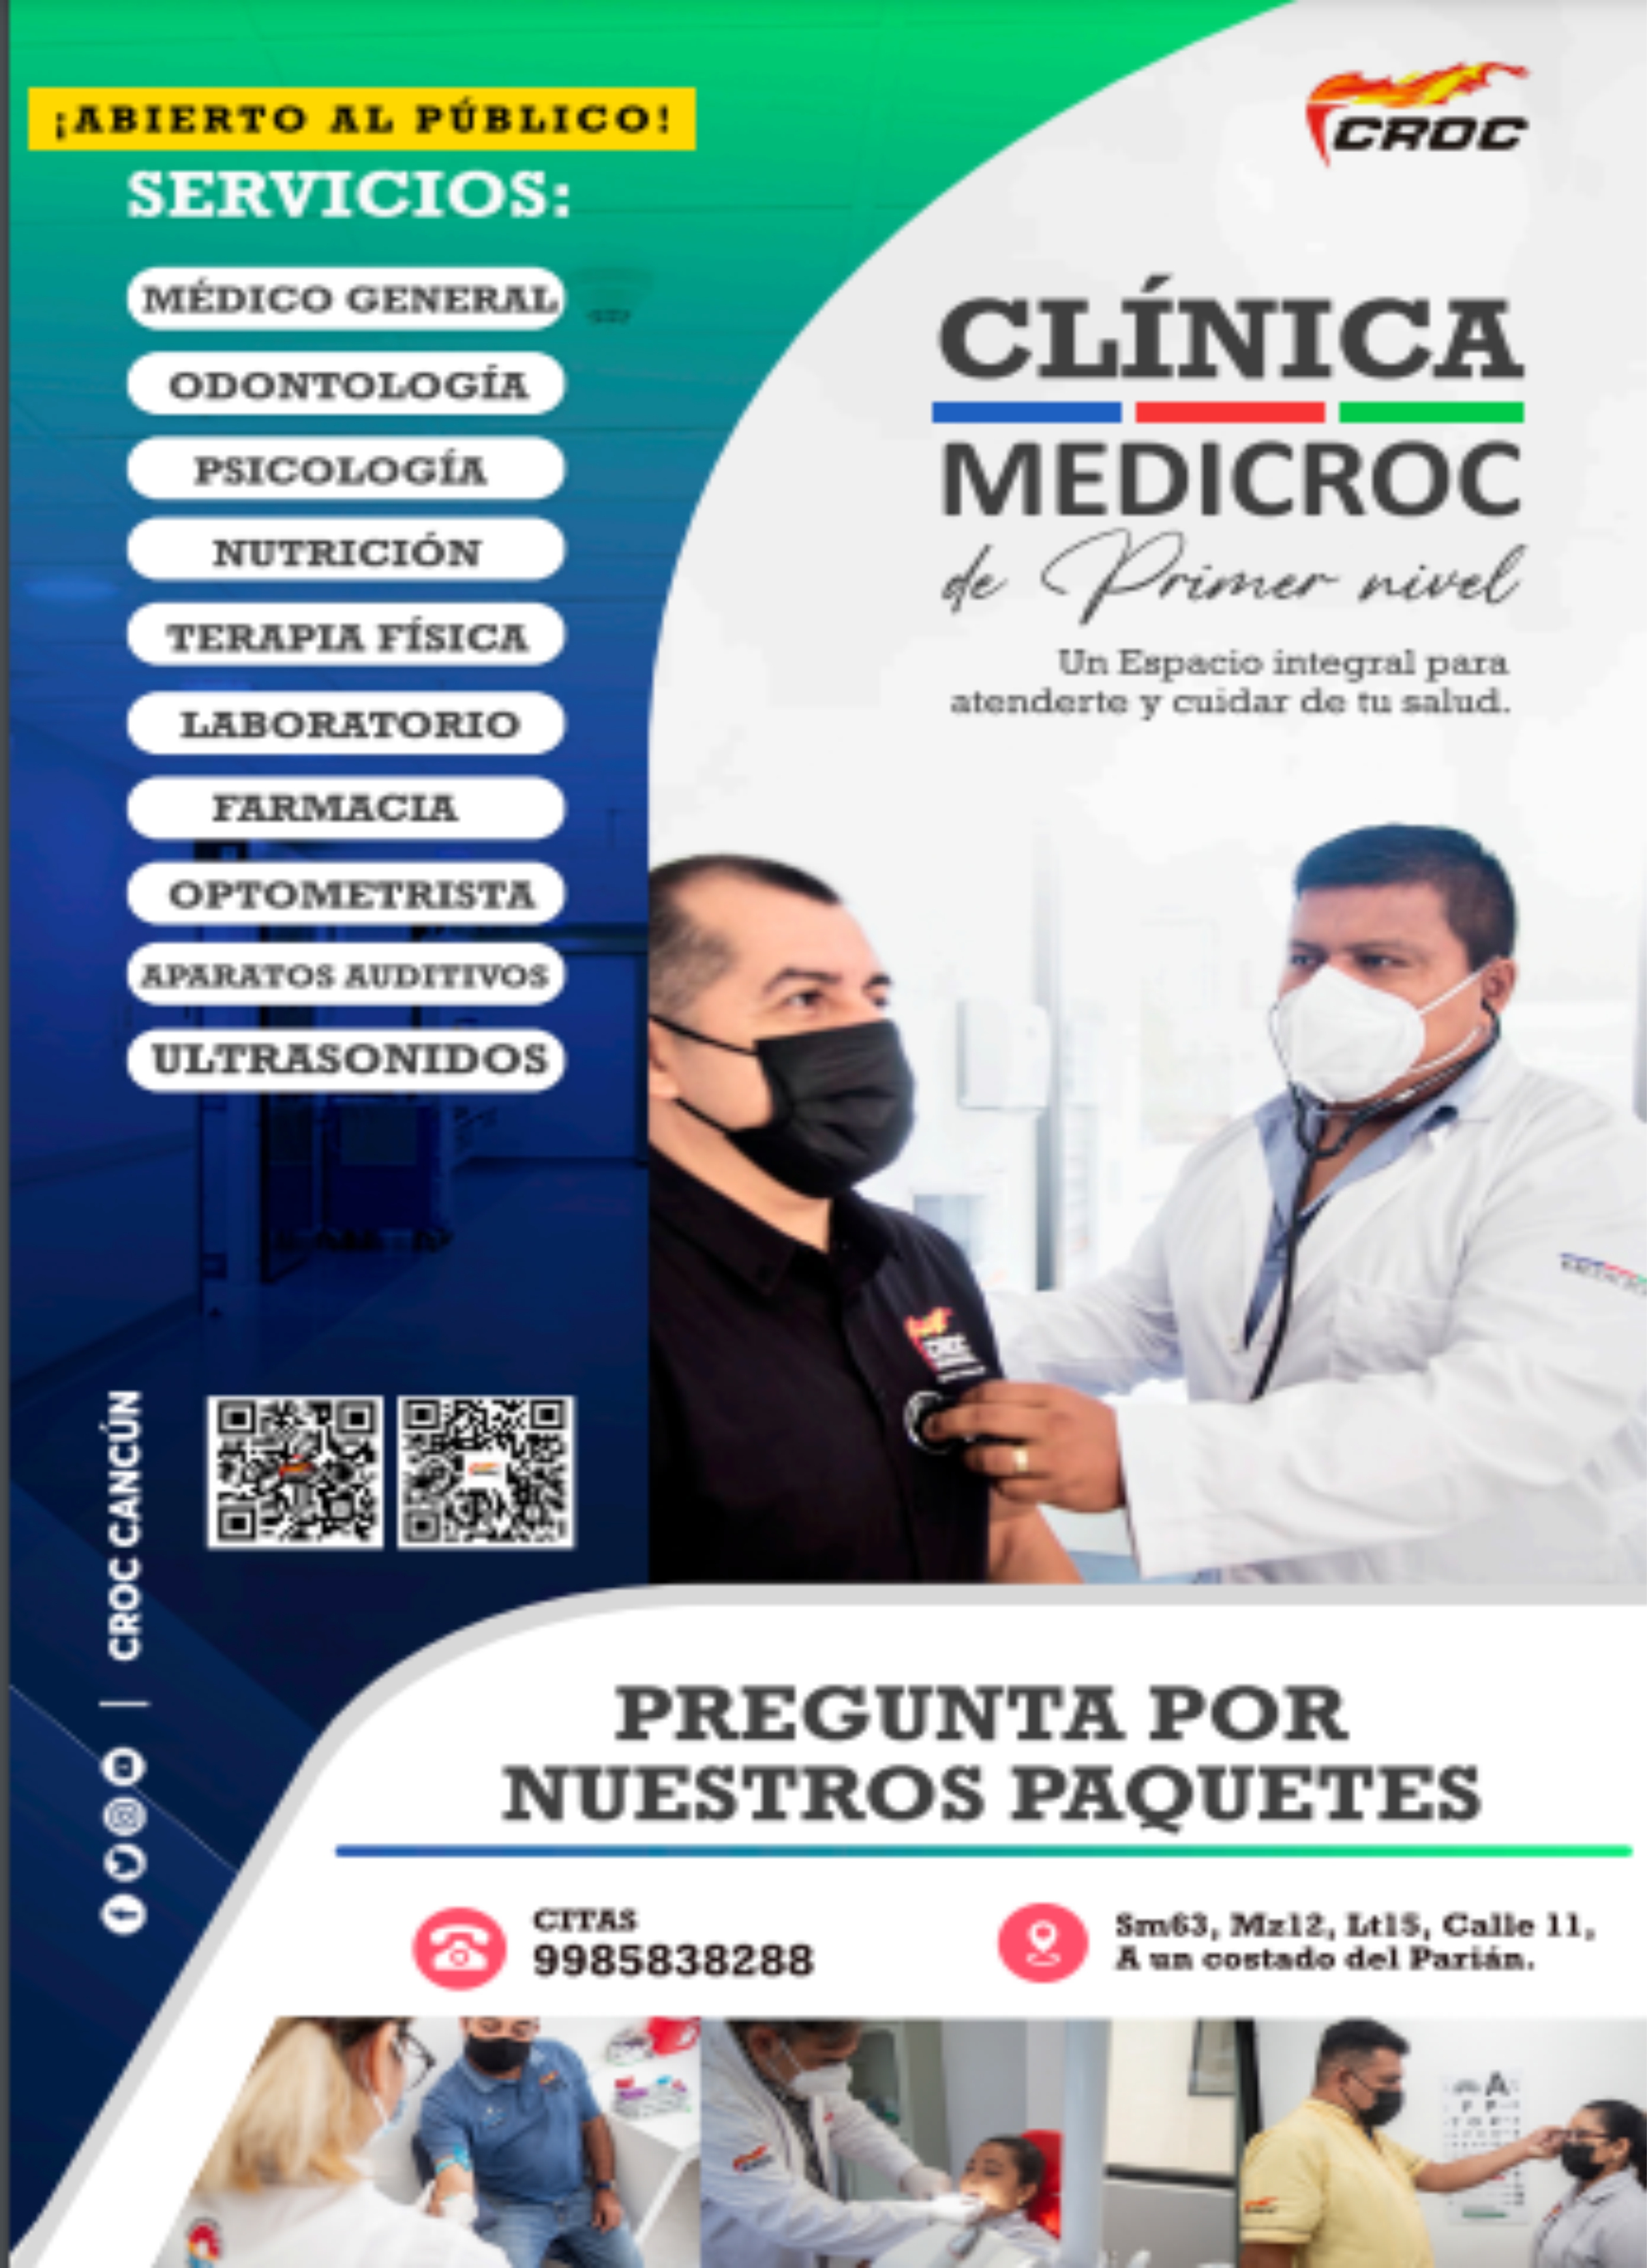 ¡ABIERTO AL PÚBLICO!
SERVICIOS:
MÉDICO GENERAL
ODONTOLOGÍA
PSICOLOGÍA
NUTRICIÓN
TERAPIA FÍSICA
LABORATORIO
FARMACIA
OPTOMETRISTA
APARATOS AUDITIVOS
ULTRASONIDOS
CROC CANCÚN
CROC
CLÍNICA
MEDICROC
de Primer nivel
Un Espacio integral para
atenderte y cuidar de tu salud.
CROC
PREGUNTA POR
NUESTROS PAQUETES
CITAS
9985838288
Sm63, Mz12, Lt15, Calle 11,
A un costado del Parián.
A